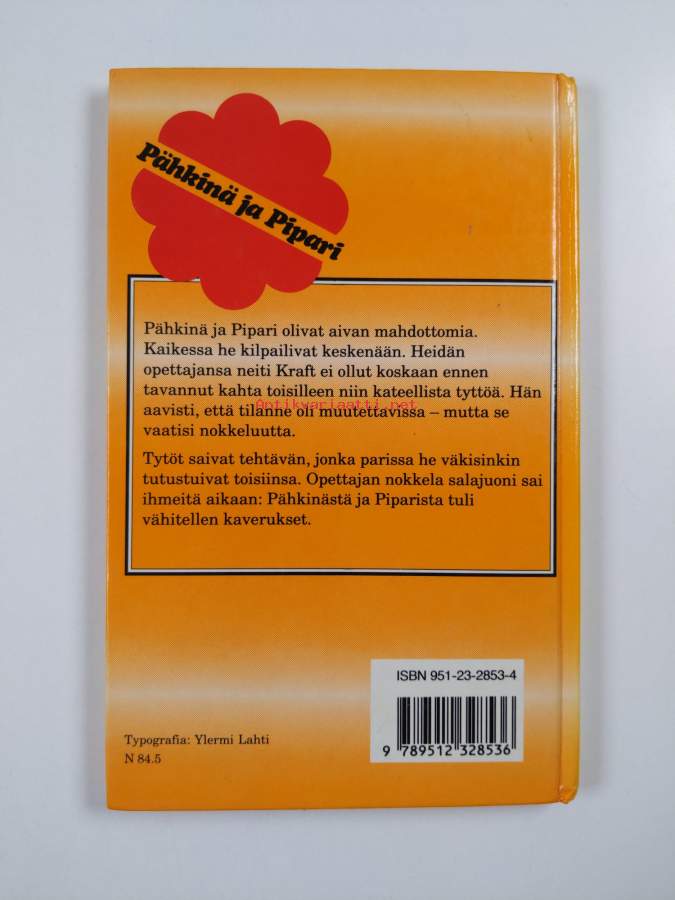 Pähkinä ja Pipari
Pähkinä ja Pipari olivat aivan mahdottomia.
Kaikessa he kilpailivat keskenään. Heidän
opettajansa neiti Kraft ei ollut koskaan ennen
tavannut kahta toisilleen niin kateellista tyttöä. Hän
Antikvariaatti.net
aavisti, että tilanne oli muutettavissa – mutta se
vaatisi nokkeluutta.
Tytöt saivat tehtävän, jonka parissa he väkisinkin
tutustuivat toisiinsa. Opettajan nokkela salajuoni sai
ihmeitä aikaan: Pähkinästä ja Piparista tuli
vähitellen kaverukset.
ISBN 951-23-2853-4
9 789512 328536
Typografia: Ylermi Lahti
N 84.5